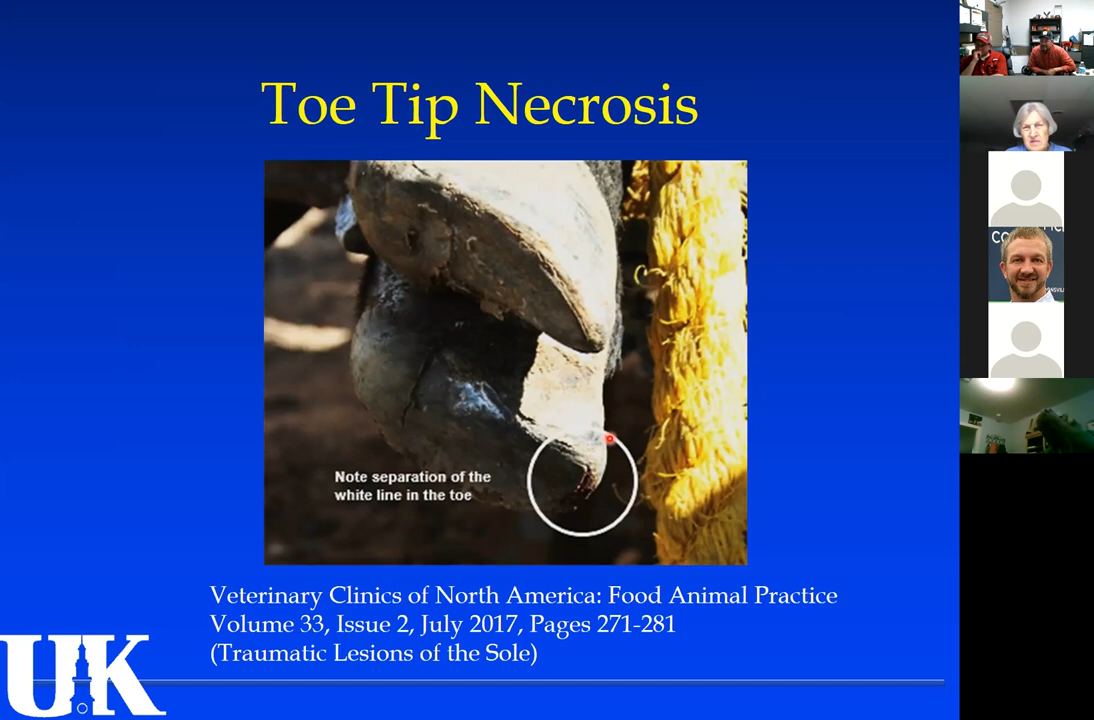 Toe Tip Necrosis
Note separation of the
white line in the toe
Veterinary Clinics of North America: Food Animal Practice
Volume 33, Issue 2, July 2017, Pages 271-281
(Traumatic Lesions of the Sole)
UK